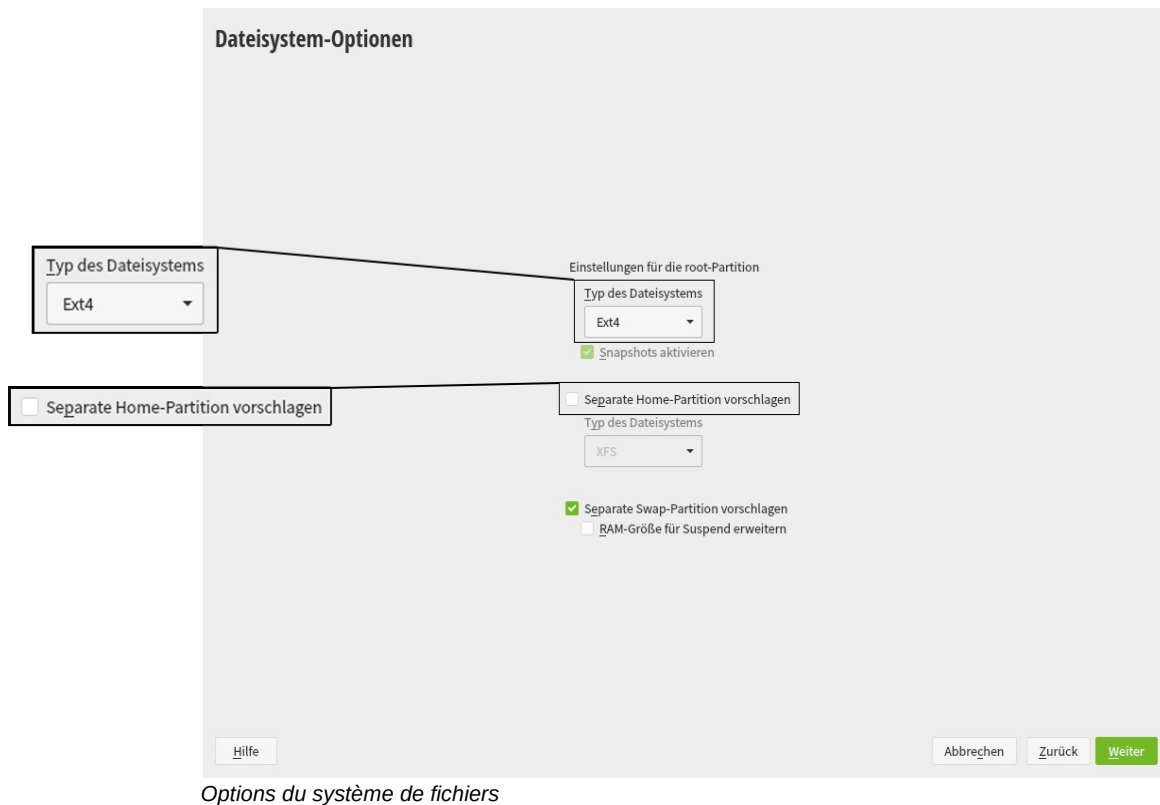 Dateisystem-Optionen
Typ des Dateisystems
Ext4
Einstellungen für die root-Partition
Typ des Dateisystems
Ext4
Snapshots aktivieren
Separate Home-Partition vorschlagen
Separate Home-Partition vorschlagen
Typ des Dateisystems
XFS
Separate Swap-Partition vorschlagen
RAM-Größe für Suspend erweitern
Hilfe
Abbrechen
Zurück
Weiter
Options du système de fichiers